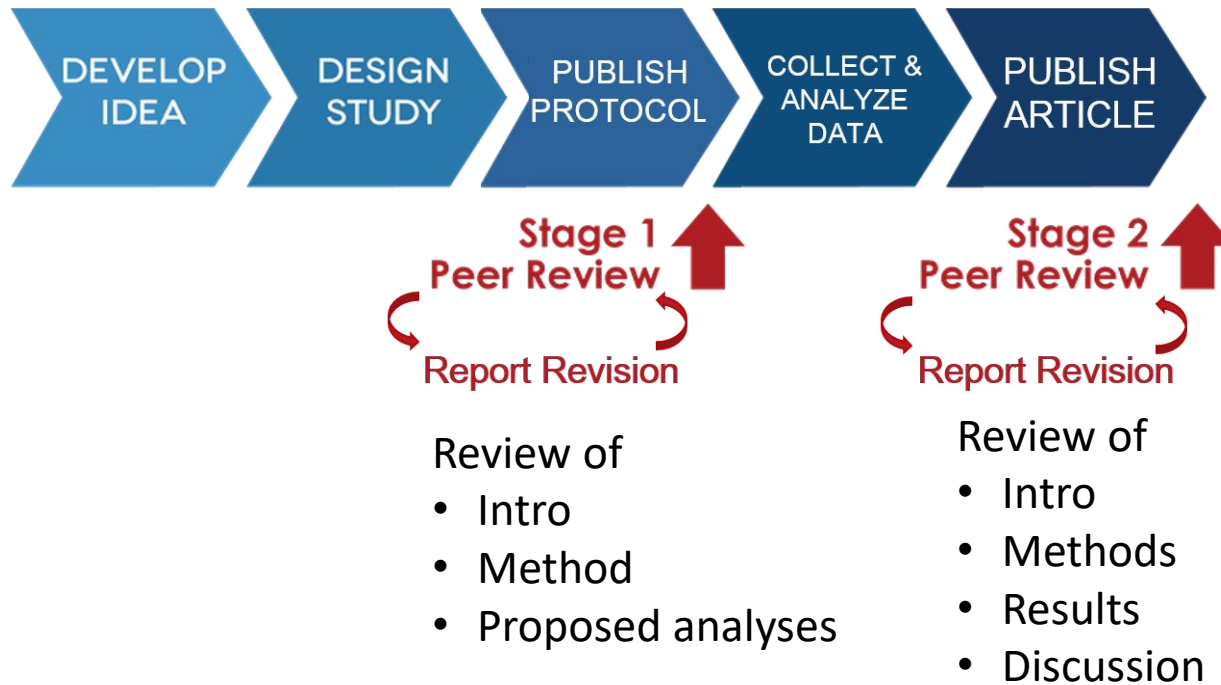 DEVELOP
IDEA
DESIGN
STUDY
PUBLISH
PROTOCOL
COLLECT &
ANALYZE
DATA
PUBLISH
ARTICLE
Stage 1
Peer Review
Report Revision
Review of
• Intro
• Method
• Proposed analyses
Stage 2
Peer Review
Report Revision
Review of
• Intro
• Methods
• Results
• Discussion